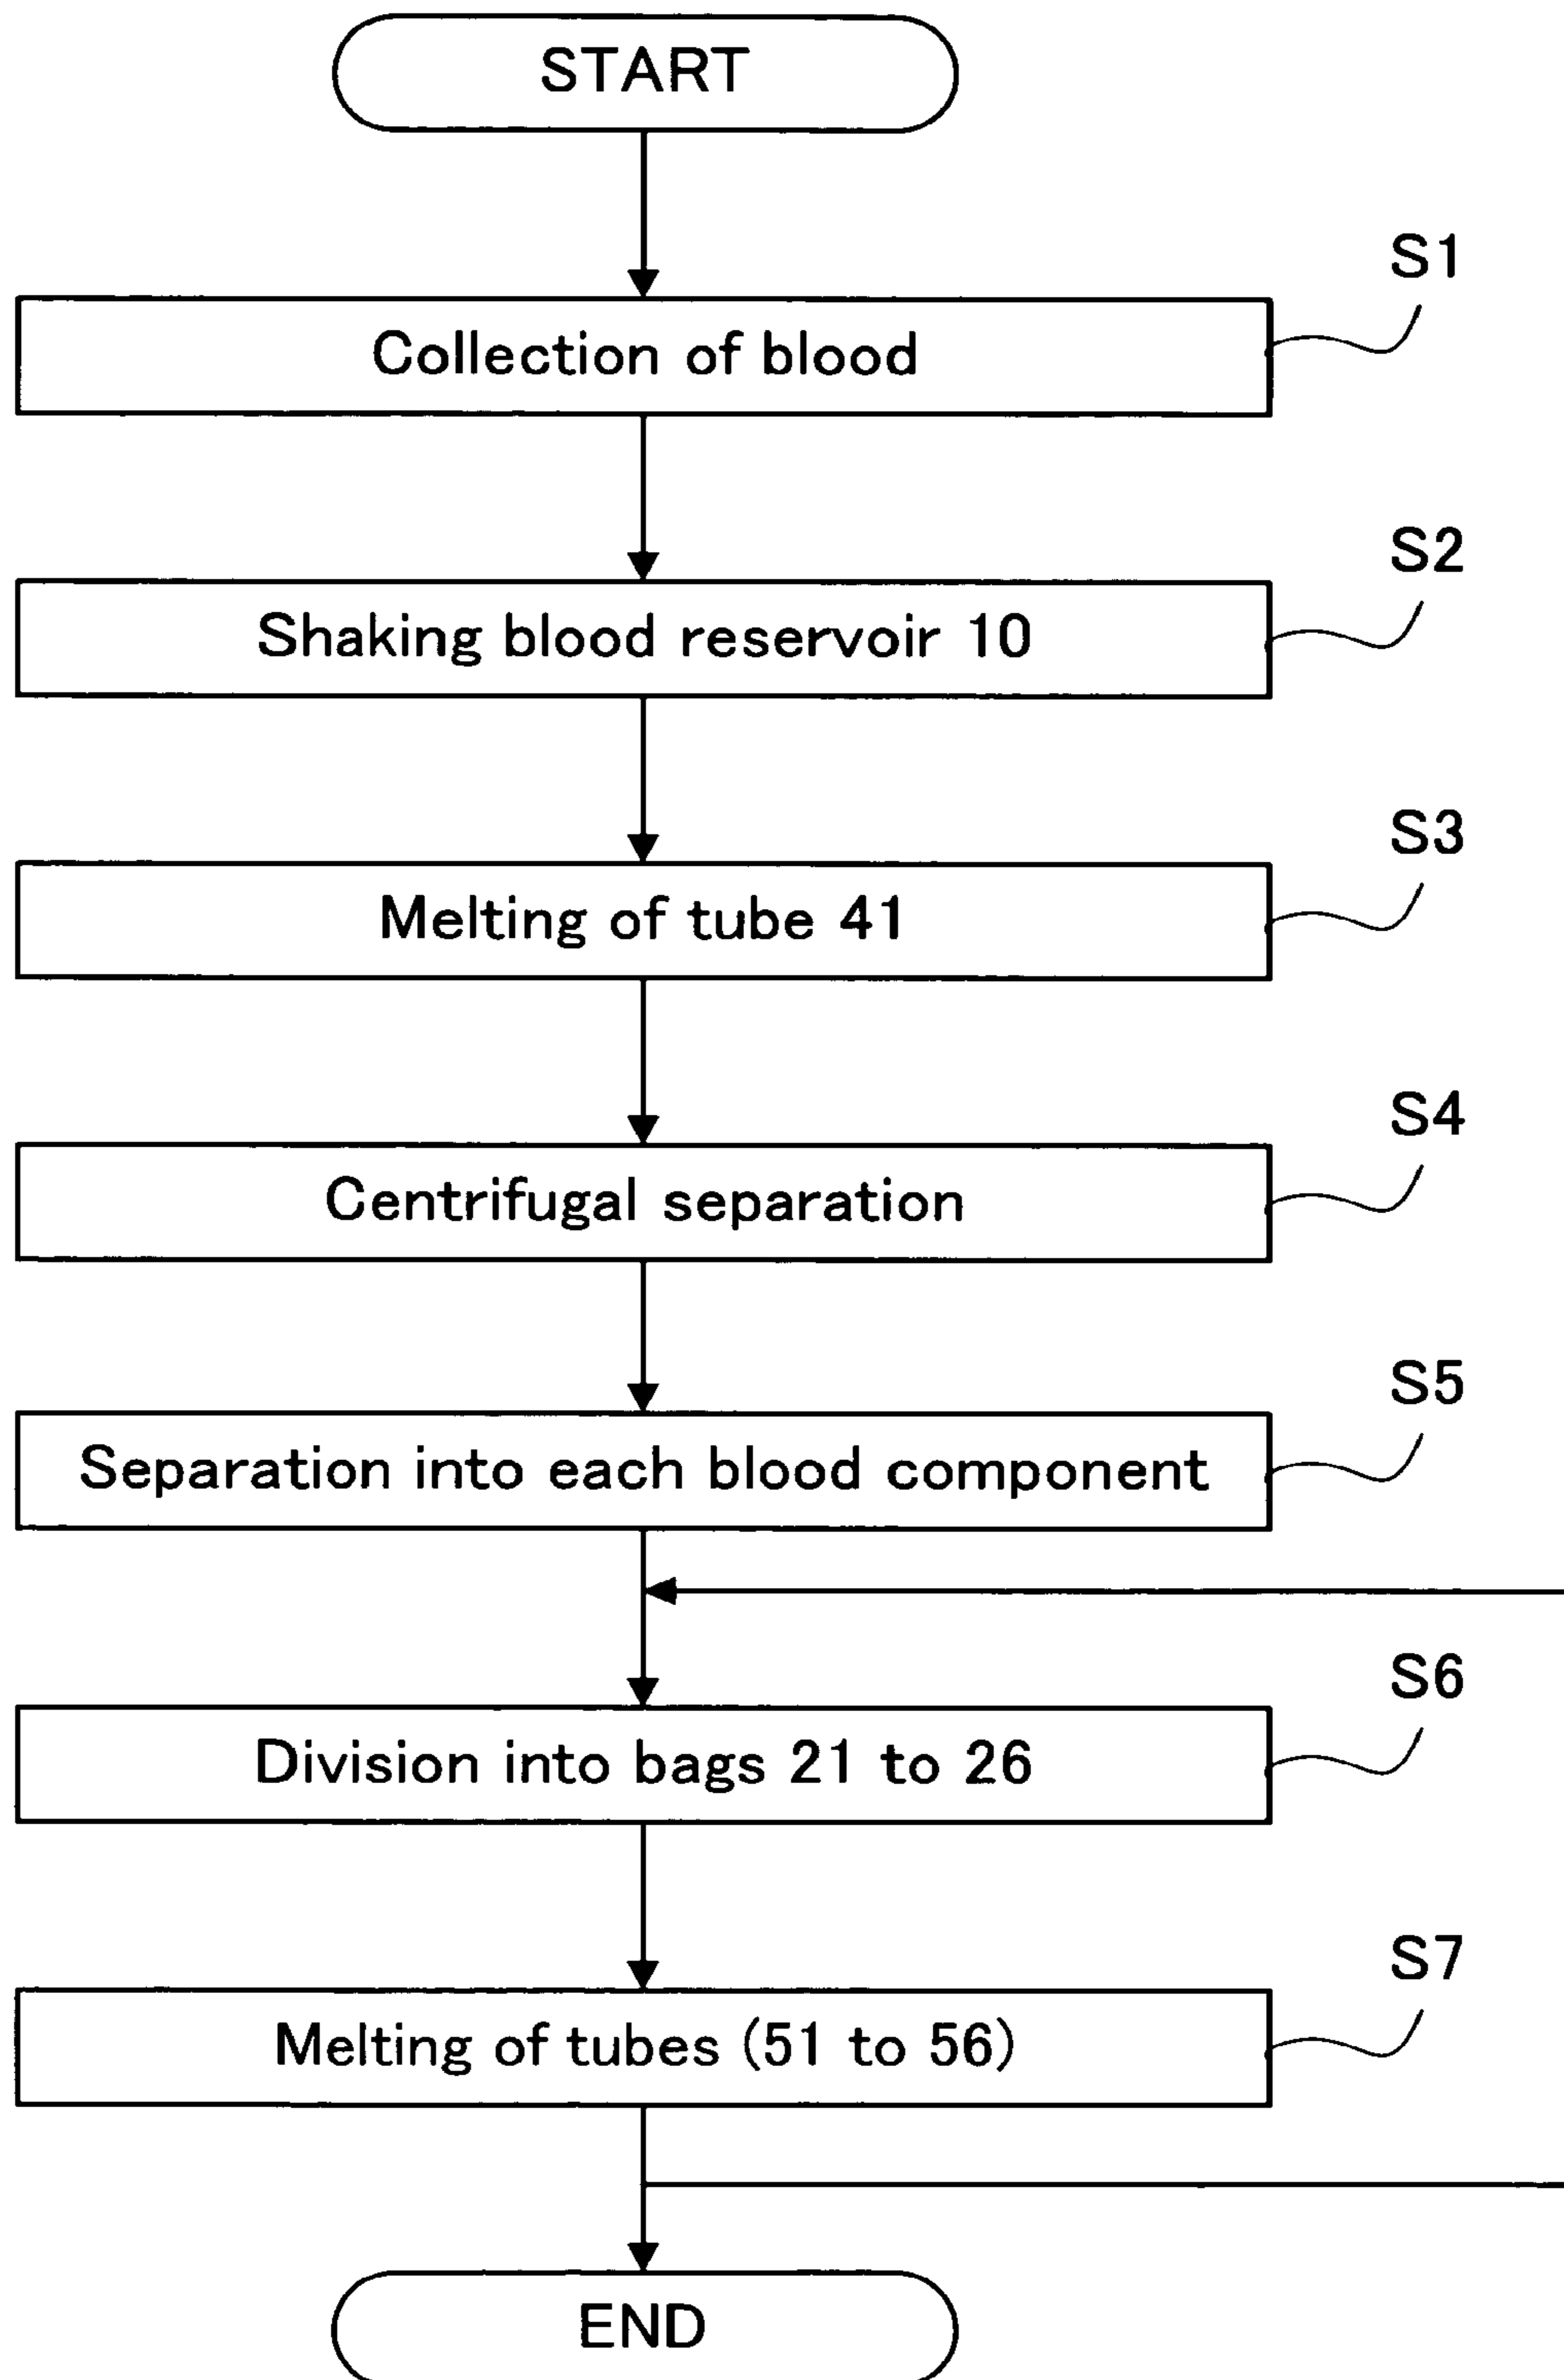 START
S1
Collection of blood
S2
Shaking blood reservoir 10
S3
Melting of tube 41
S4
Centrifugal separation
S5
Separation into each blood component
S6
Division into bags 21 to 26
S7
Melting of tubes (51 to 56)
END